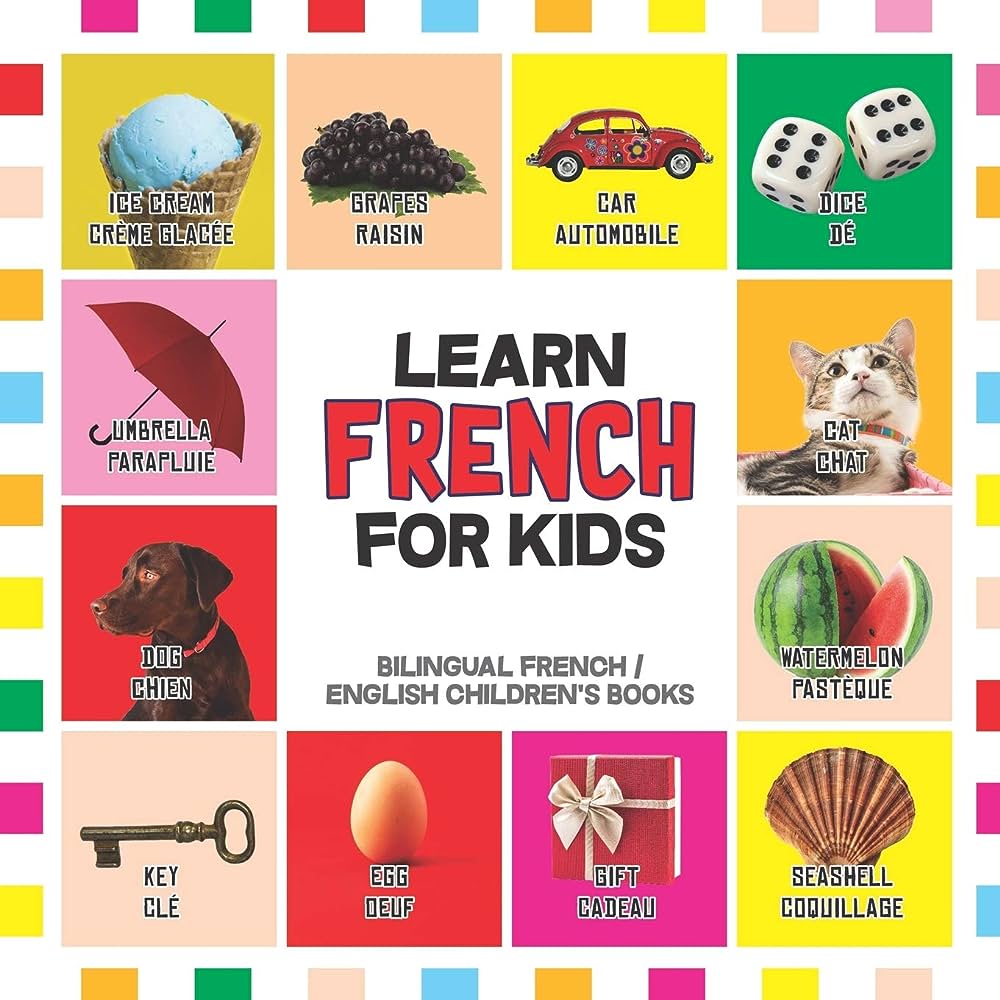 ICE CREAM
CRÈME GLACÉE
GRAPES
RAISIN
CAR
AUTOMOBILE
DICE
DÉ
UMBRELLA
PARAPLUIE
LEARN
FRENCH
FOR KIDS
CAT
CHAT
DOG
CHIEN
BILINGUAL FRENCH /
ENGLISH CHILDREN'S BOOKS
WATERMELON
PASTÈQUE
KEY
CLÉ
EGG
OEUF
GIFT
CADEAU
SEASHELL
COQUILLAGE